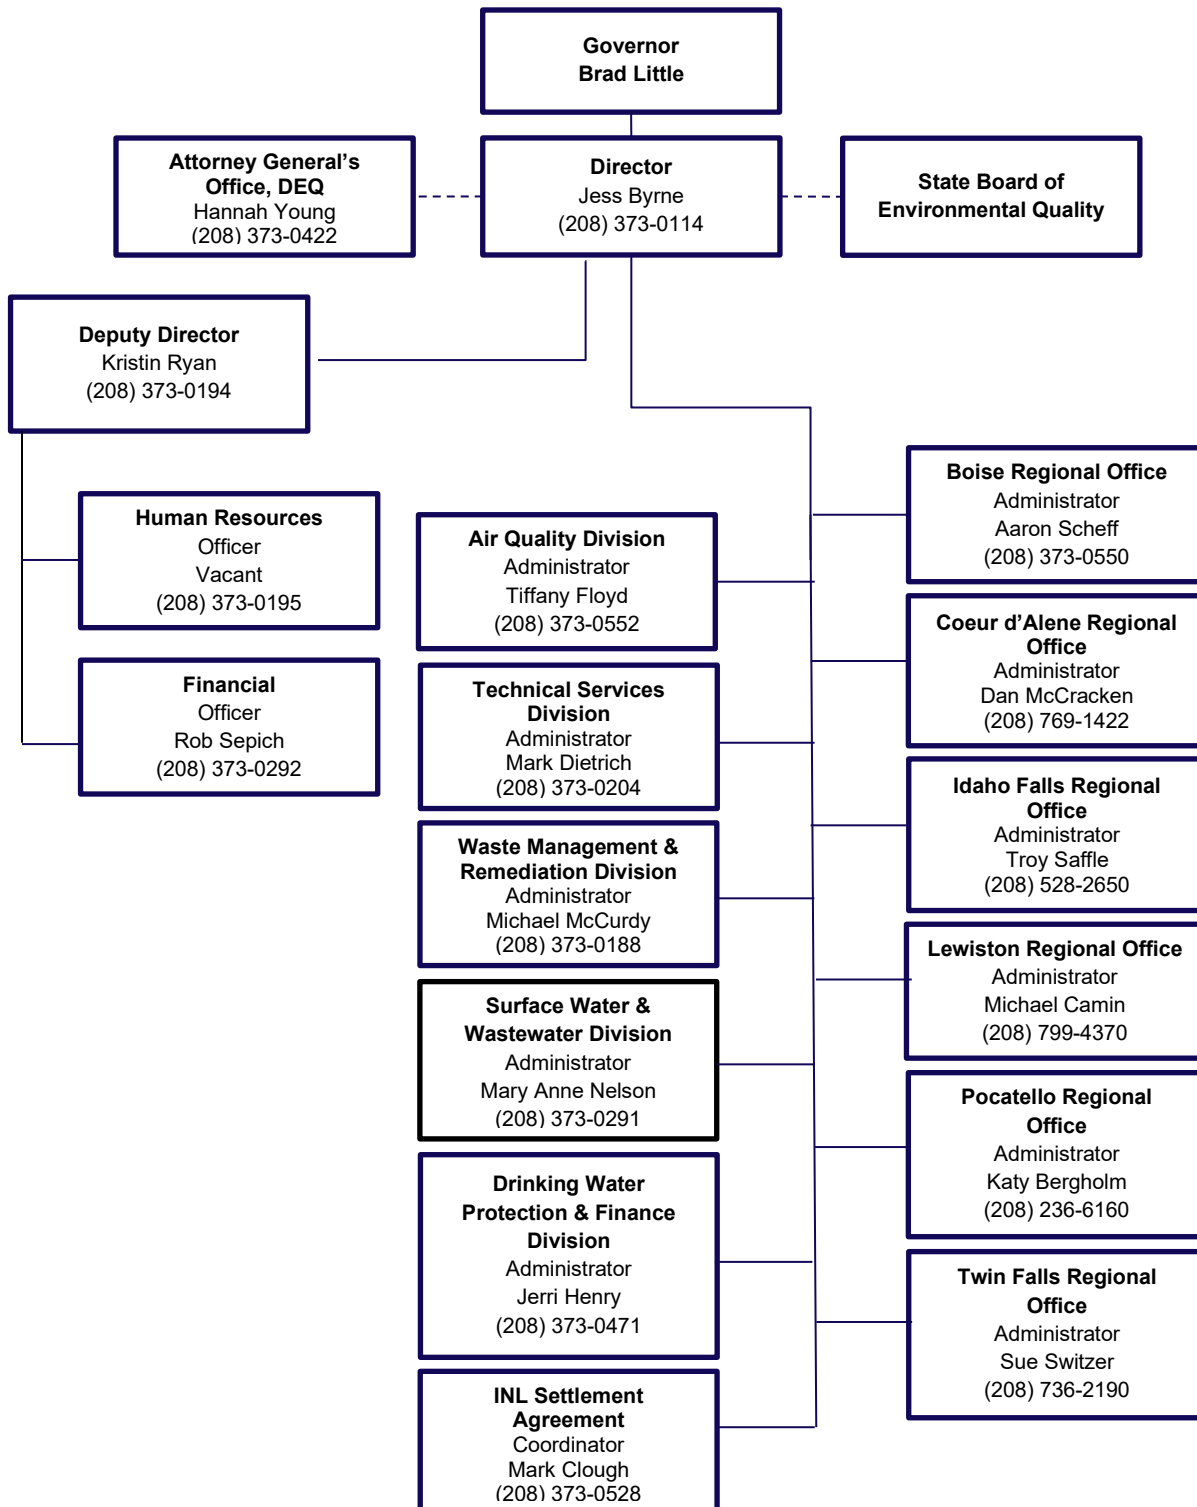 Governor
Brad Little
Attorney General's
Office, DEQ
Hannah Young
(208) 373-0422
Director
Jess Byrne
(208) 373-0114
State Board of
Environmental Quality
Deputy Director
Kristin Ryan
(208) 373-0194
Human Resources
Officer
Vacant
(208) 373-0195
Financial
Officer
Rob Sepich
(208) 373-0292
Air Quality Division
Administrator
Tiffany Floyd
(208) 373-0552
Technical Services
Division
Administrator
Mark Dietrich
(208) 373-0204
Waste Management &
Remediation Division
Administrator
Michael McCurdy
(208) 373-0188
Surface Water &
Wastewater Division
Administrator
Mary Anne Nelson
(208) 373-0291
Drinking Water
Protection & Finance
Division
Administrator
Jerri Henry
(208) 373-0471
INL Settlement
Agreement
Coordinator
Mark Clough
(208) 373-0528
Boise Regional Office
Administrator
Aaron Scheff
(208) 373-0550
Coeur d'Alene Regional
Office
Administrator
Dan McCracken
(208) 769-1422
Idaho Falls Regional
Office
Administrator
Troy Saffle
(208) 528-2650
Lewiston Regional Office
Administrator
Michael Camin
(208) 799-4370
Pocatello Regional
Office
Administrator
Katy Bergholm
(208) 236-6160
Twin Falls Regional
Office
Administrator
Sue Switzer
(208) 736-2190